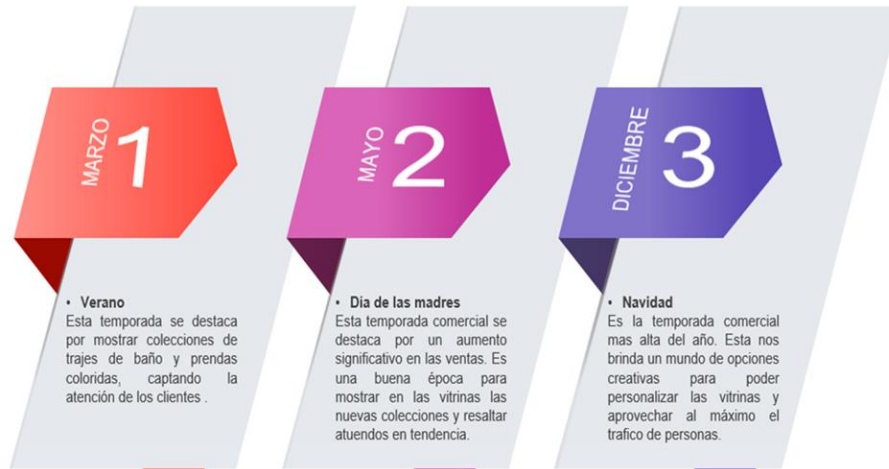 MARZO
1
• Verano
Esta temporada se destaca
por mostrar colecciones de
trajes de baño y prendas
coloridas, captando la
atención de los clientes .
MAYO
2
• Día de las madres
Esta temporada comercial se
destaca por un aumento
significativo en las ventas. Es
una buena época para
mostrar en las vitrinas las
nuevas colecciones y resaltar
atuendos en tendencia.
DICIEMBRE
3
• Navidad
Es la temporada comercial
mas alta del año. Esta nos
brinda un mundo de opciones
creativas para poder
personalizar las vitrinas y
aprovechar al máximo el
trafico de personas.